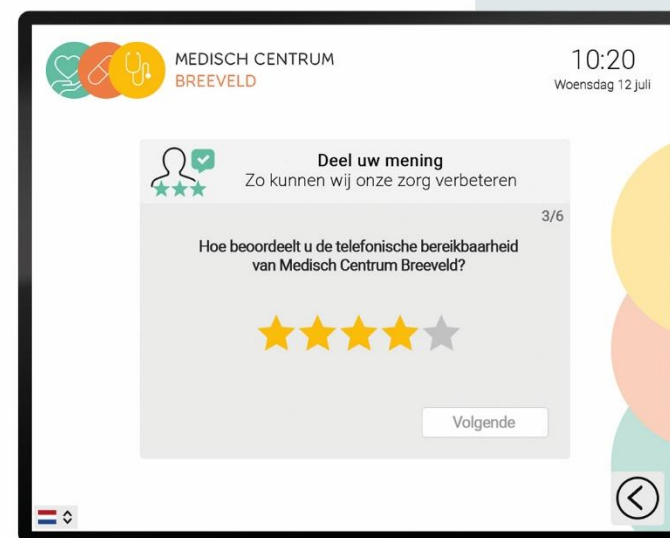 MEDISCH CENTRUM
BREEVELD
10:20
Woensdag 12 juli
Deel uw mening
Zo kunnen wij onze zorg verbeteren
3/6
Hoe beoordeelt u de telefonische bereikbaarheid
van Medisch Centrum Breeveld?
Volgende